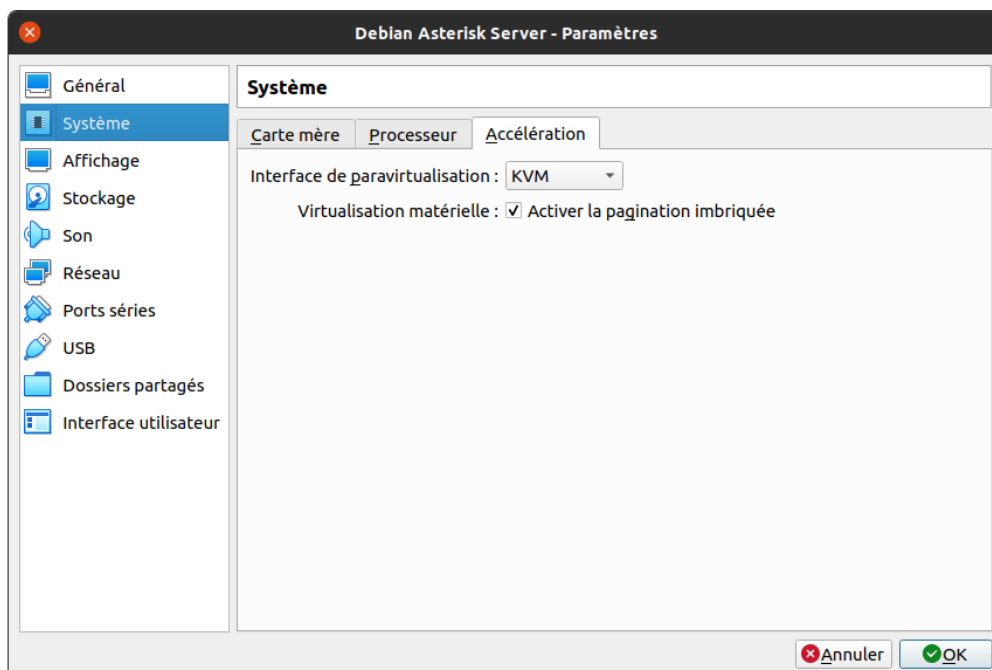 Debian Asterisk Server - Paramètres
Général
Système
Affichage
Stockage
Son
Réseau
Ports séries
USB
Dossiers partagés
Interface utilisateur
Système
Carte mère
Processeur
Accélération
Interface de paravirtualisation : KVM
Virtualisation matérielle : Activer la pagination imbriquée
Annuler
OK